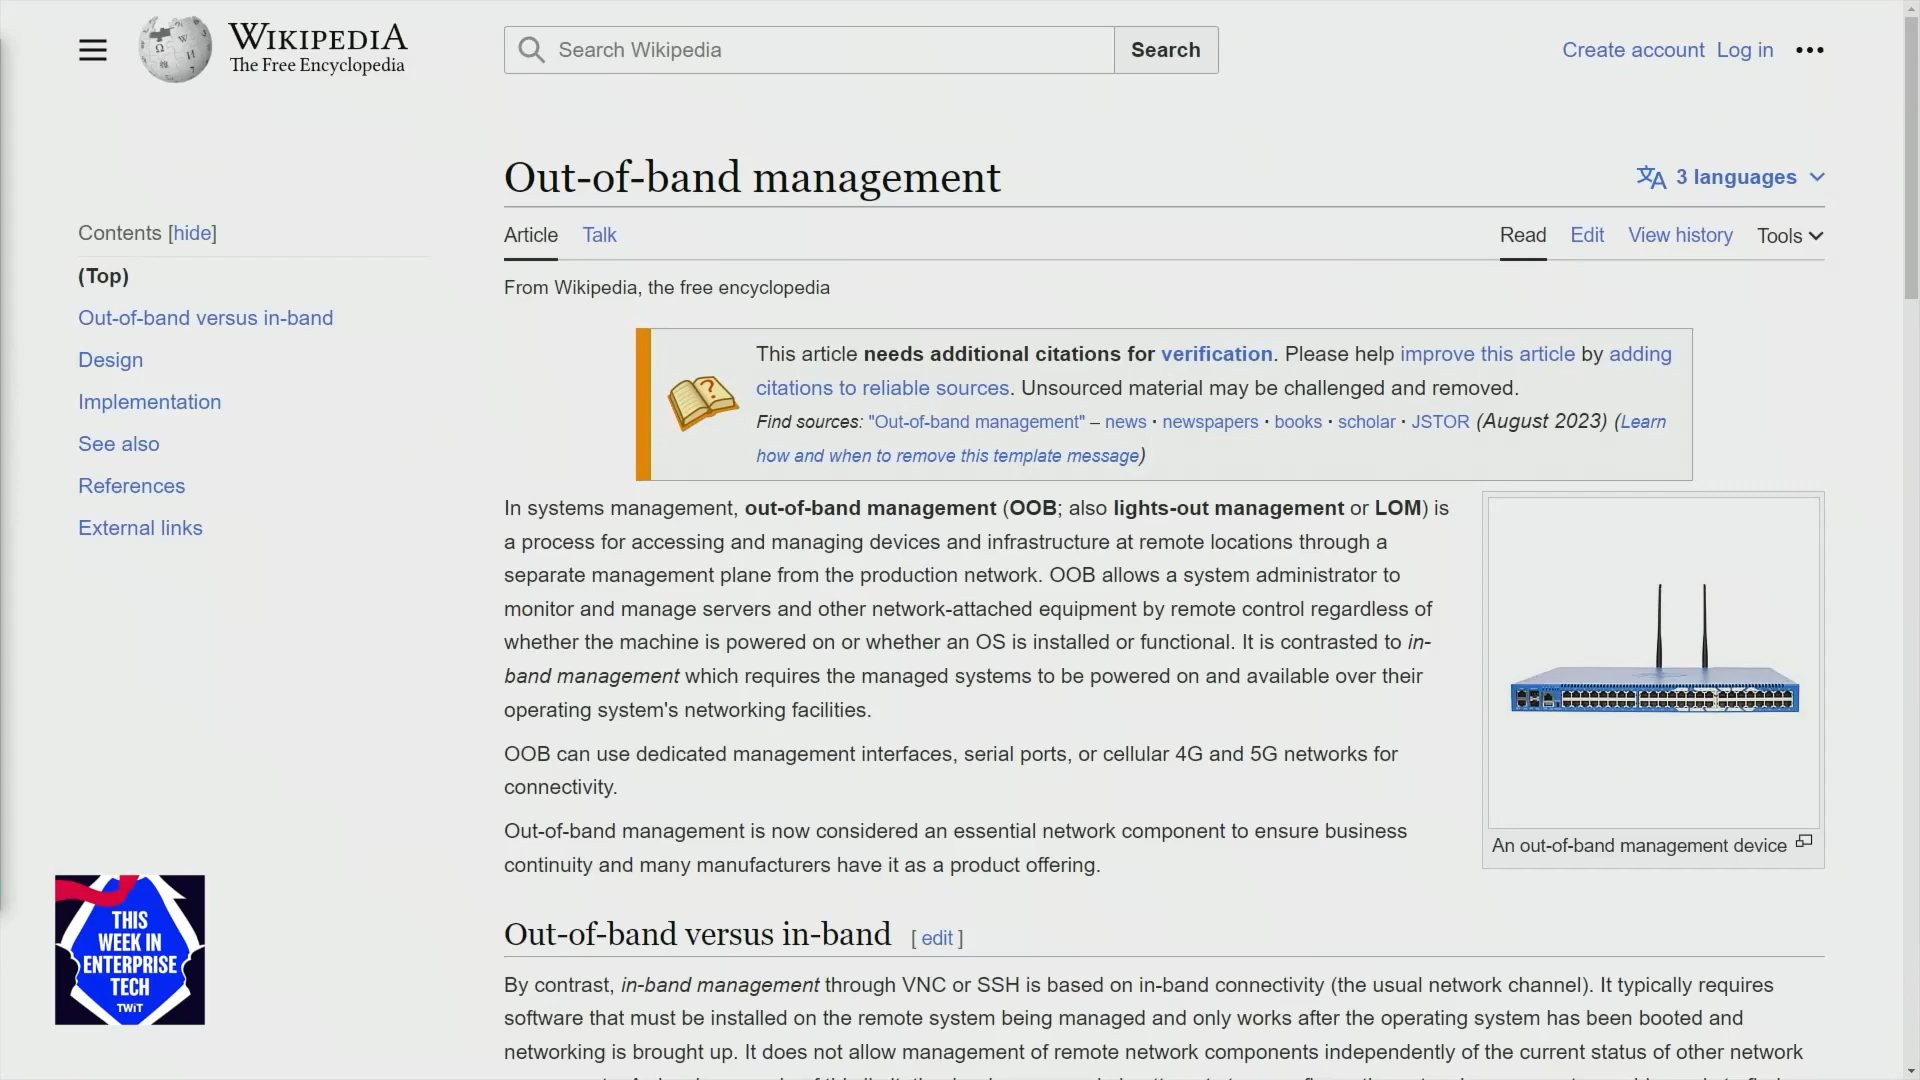 WIKIPEDIA
The Free Encyclopedia
Search Wikipedia
Search
Create account Log in
Out-of-band management
3 languages
Contents [hide]
(Top)
Out-of-band versus in-band
Design
Implementation
See also
References
External links
Article Talk
Read Edit View history Tools
From Wikipedia, the free encyclopedia
This article needs additional citations for verification. Please help improve this article by adding
citations to reliable sources. Unsourced material may be challenged and removed.
Find sources: "Out-of-band management" – news · newspapers · books · scholar · JSTOR (August 2023) (Learn
how and when to remove this template message)
In systems management, out-of-band management (OOB; also lights-out management or LOM) is
a process for accessing and managing devices and infrastructure at remote locations through a
separate management plane from the production network. OOB allows a system administrator to
monitor and manage servers and other network-attached equipment by remote control regardless of
whether the machine is powered on or whether an OS is installed or functional. It is contrasted to in-
band management which requires the managed systems to be powered on and available over their
operating system's networking facilities.
OOB can use dedicated management interfaces, serial ports, or cellular 4G and 5G networks for
connectivity.
Out-of-band management is now considered an essential network component to ensure business
continuity and many manufacturers have it as a product offering.
An out-of-band management device
Out-of-band versus in-band [ edit ]
By contrast, in-band management through VNC or SSH is based on in-band connectivity (the usual network channel). It typically requires
software that must be installed on the remote system being managed and only works after the operating system has been booted and
networking is brought up. It does not allow management of remote network components independently of the current status of other network
THIS
WEEK IN
ENTERPRISE
TECH
TWiT